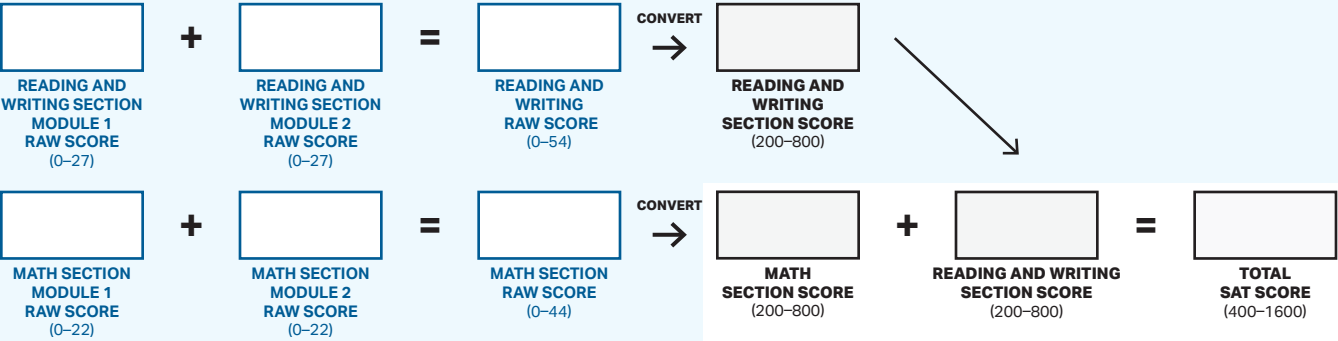 +
=
CONVERT
→
READING AND
WRITING SECTION
MODULE 1
RAW SCORE
(0–27)
READING AND
WRITING SECTION
MODULE 2
RAW SCORE
(0–27)
READING AND
WRITING
RAW SCORE
(0–54)
READING AND
WRITING
SECTION SCORE
(200–800)
+
=
CONVERT
→
+
=
MATH SECTION
MODULE 1
RAW SCORE
(0–22)
MATH SECTION
MODULE 2
RAW SCORE
(0–22)
MATH SECTION
RAW SCORE
(0–44)
MATH
SECTION SCORE
(200–800)
READING AND WRITING
SECTION SCORE
(200–800)
TOTAL
SAT SCORE
(400–1600)